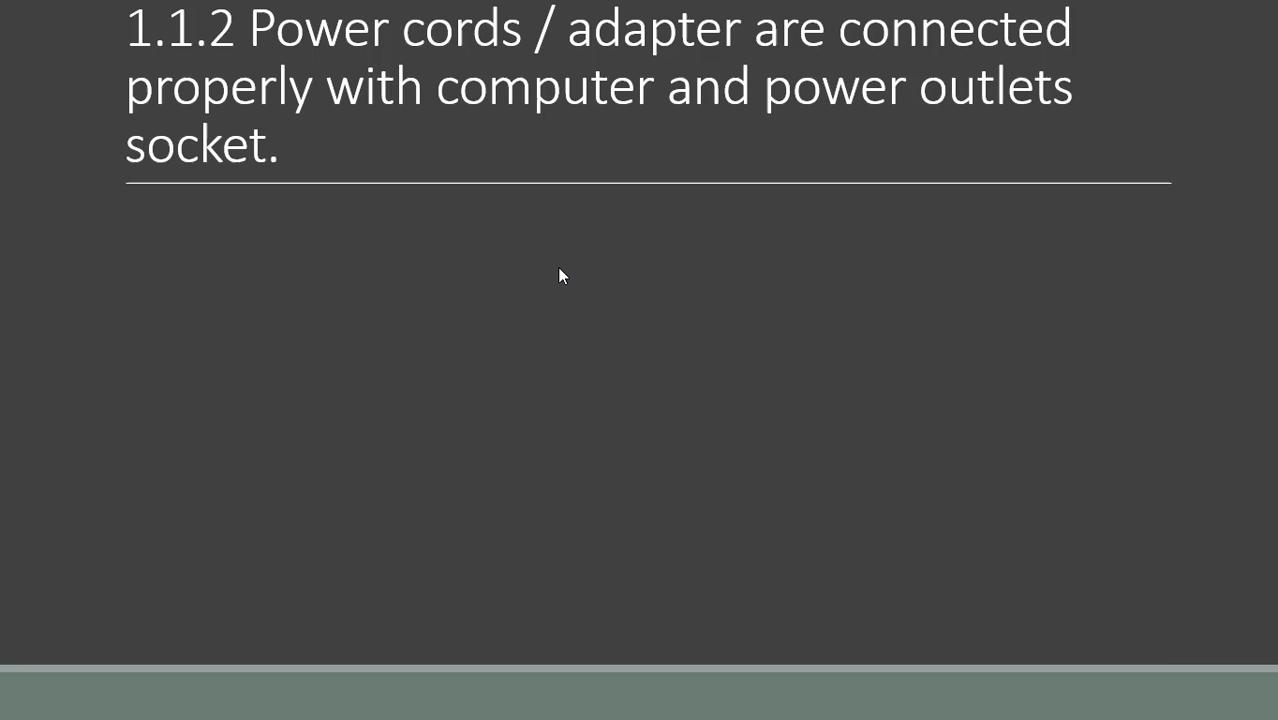 1.1.2 Power cords / adapter are connected
properly with computer and power outlets
socket.